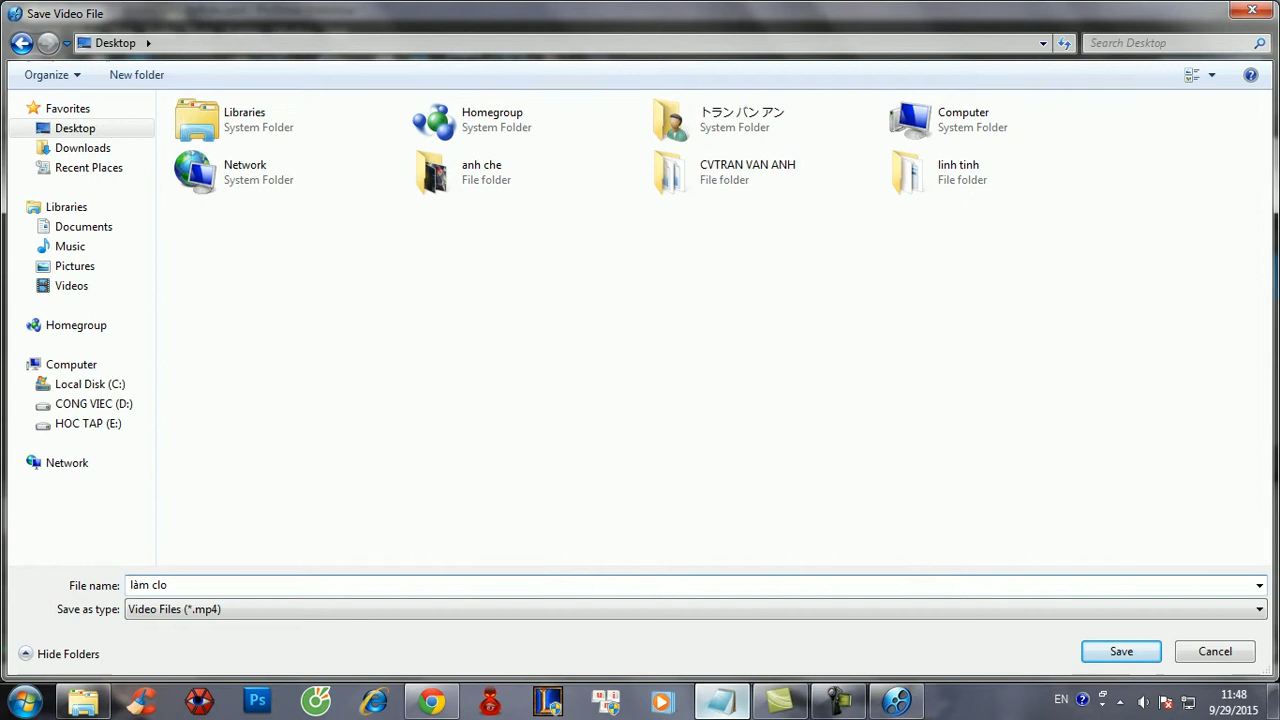 Save Video File
Desktop
Search Desktop
Organize
New folder
Favorites
Desktop
Downloads
Recent Places
Libraries
Documents
Music
Pictures
Videos
Homegroup
Computer
Local Disk (C:)
CONG VIEC (D:)
HOC TAP (E:)
Network
Libraries
System Folder
Homegroup
System Folder
トラン バン アン
System Folder
Computer
System Folder
Network
System Folder
anh che
File folder
CVTRAN VAN ANH
File folder
linh tinh
File folder
File name: làm clo
Save as type: Video Files (*.mp4)
Hide Folders
Save
Cancel
Ps
EN
11:48
9/29/2015